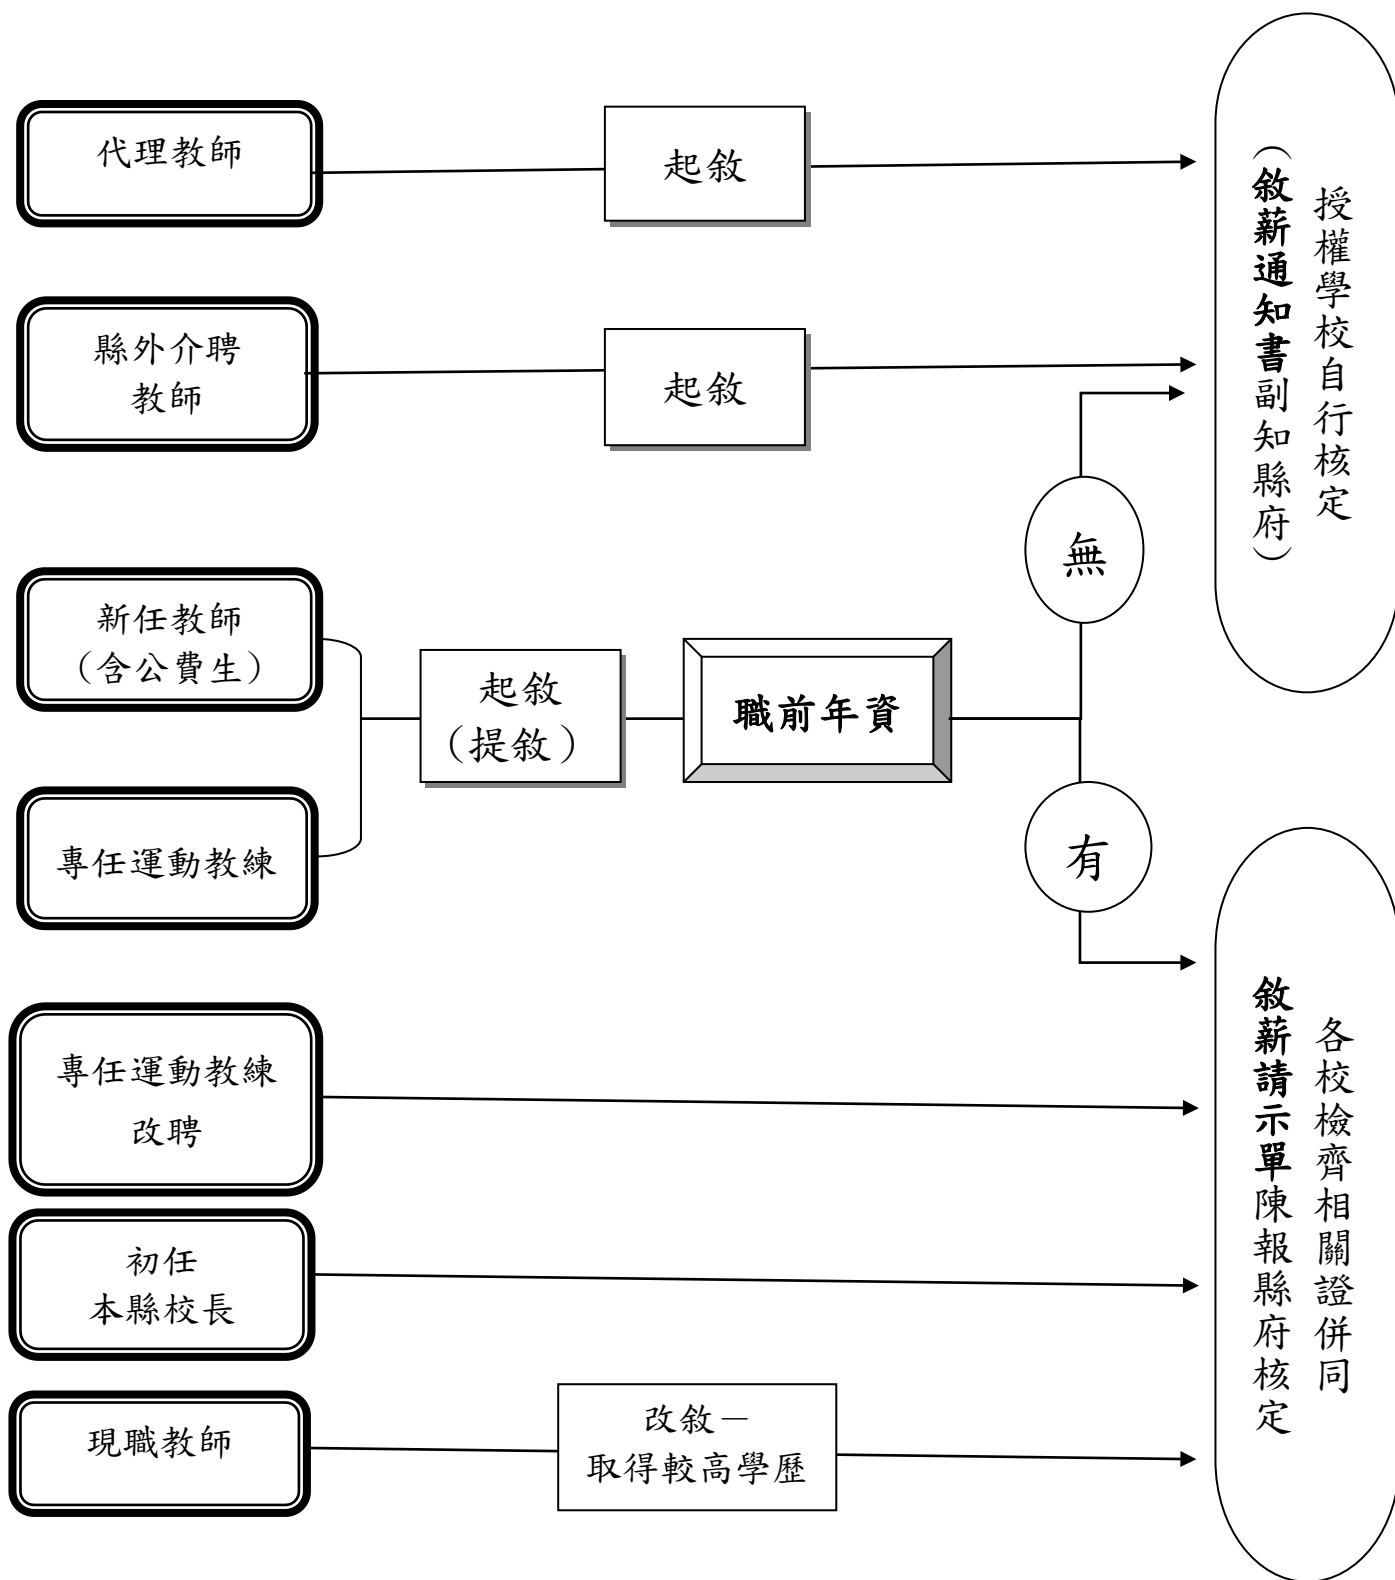 代理教師
起敘
縣外介聘
教師
起敘
授權學校自行核定
（敘薪通知書副知縣府）
無
新任教師
（含公費生）
起敘
（提敘）
職前年資
專任運動教練
有
專任運動教練
改聘
初任
本縣校長
現職教師
改敘－
取得較高學歷
各校檢齊相關證併同
敘薪請示單陳報縣府核定